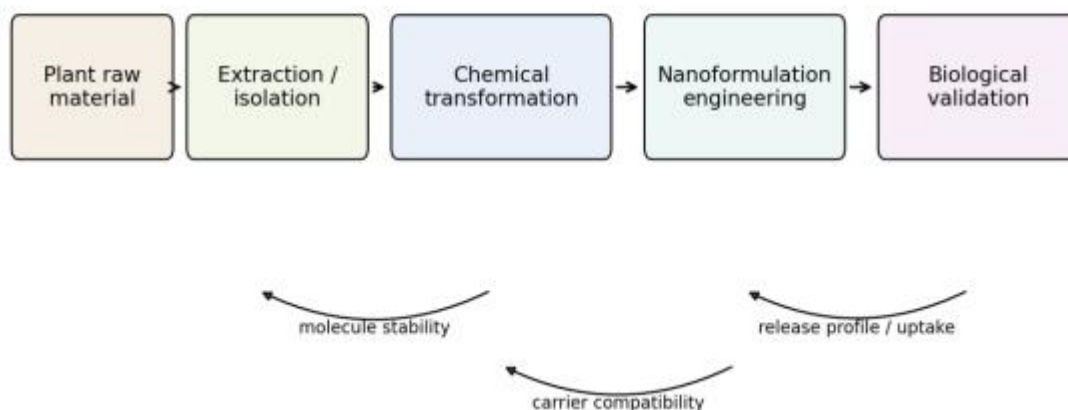 Plant raw
material
Extraction /
isolation
Chemical
transformation
Nanoformulation
engineering
Biological
validation
molecule stability
release profile / uptake
carrier compatibility